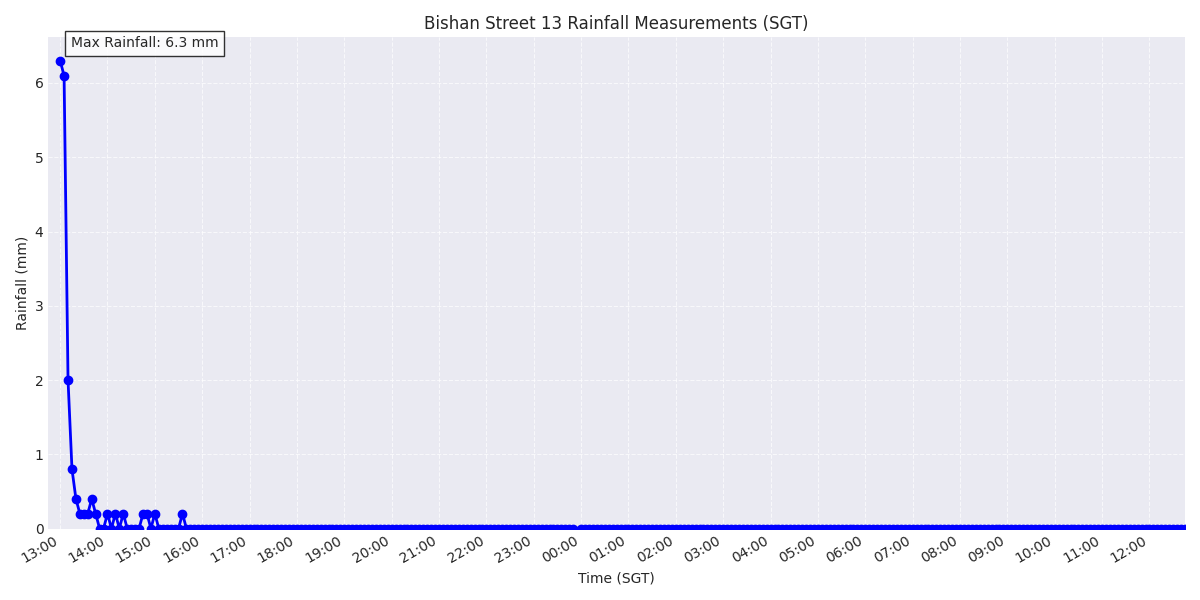 Bishan Street 13 Rainfall Measurements (SGT)
Max Rainfall: 6.3 mm
6
5
4
3
2
1
0
Rainfall (mm)
13:00 14:00 15:00 16:00 17:00 18:00 19:00 20:00 21:00 22:00 23:00 00:00 01:00 02:00 03:00 04:00 05:00 06:00 07:00 08:00 09:00 10:00 11:00 12:00
Time (SGT)